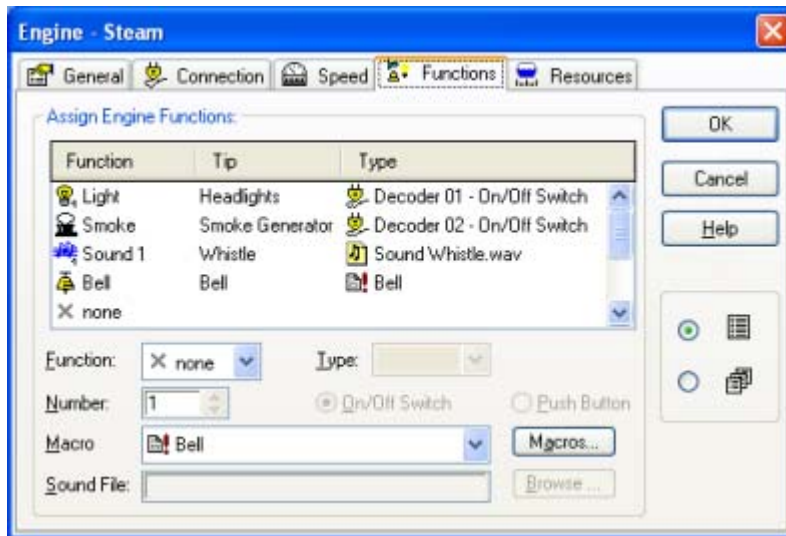 Engine - Steam
General Connection Speed Functions Resources
Assign Engine Functions:
Function Tip Type
Light Headlights Decoder 01 - On/Off Switch
Smoke Smoke Generator Decoder 02 - On/Off Switch
Sound 1 Whistle Sound Whistle.wav
Bell Bell Bell
none
Function: none Type:
Number: 1 On/Off Switch Push Button
Macro Bell Macros...
Sound File: Browse ...
OK
Cancel
Help